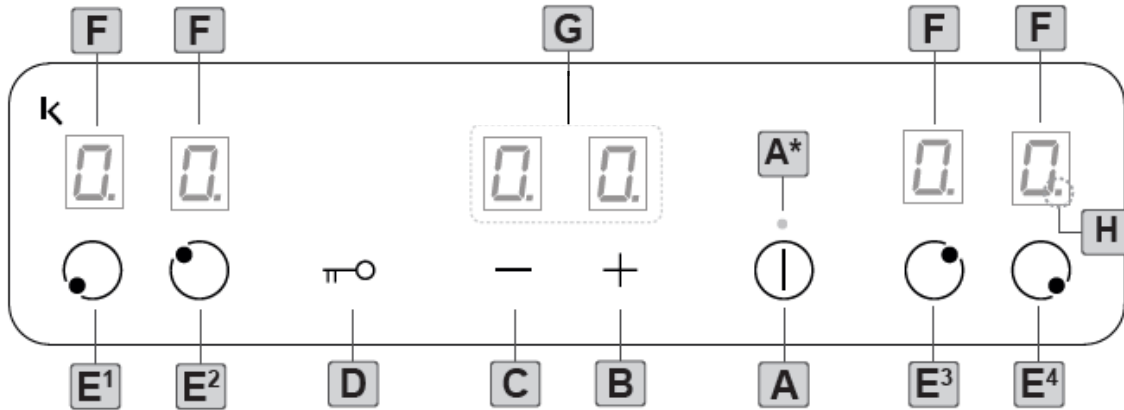 F F G F F
k
A*
0. 0. 0. 0. 0. 0.
H
E¹ E² D C B A E³ E⁴